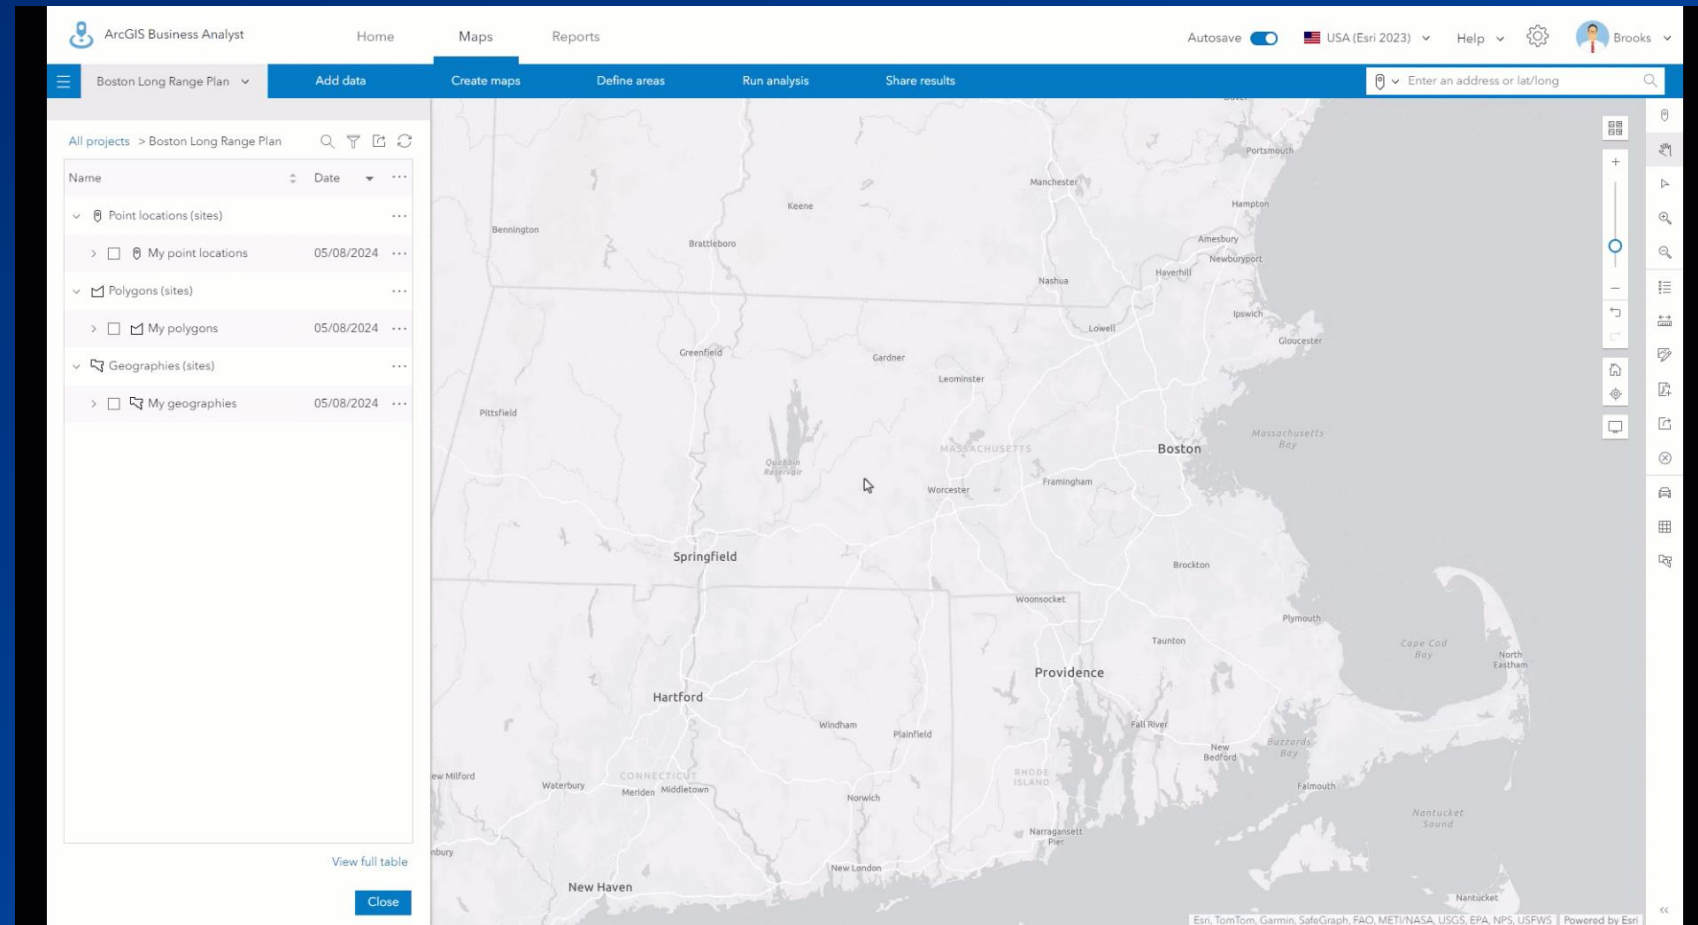 ArcGIS Business Analyst
Home
Maps
Reports
Autosave
USA (Esri 2023)
Help
Brooks
Boston Long Range Plan
Add data
Create maps
Define areas
Run analysis
Share results
Enter an address or lat/long
All projects > Boston Long Range Plan
Name
Date
Point locations (sites)
My point locations
05/08/2024
Polygons (sites)
My polygons
05/08/2024
Geographies (sites)
My geographies
05/08/2024
View full table
Close
Portsmouth
Manchester
Keene
Hampton
Bennington
Brattleboro
Amesbury
Newburyport
Haverhill
Nashua
Ipswich
Lowell
Gloucester
Greenfield
Gardner
Leominster
Pittsfield
Massachusetts
Bay
MASSACHUSETTS
Boston
Quabbin
Reservoir
Framingham
Worcester
Springfield
Brockton
Woonsocket
Plymouth
Taunton
Cape Cod
Bay
North
Eastham
Providence
Hartford
Windham
Fall River
Plainfield
New
Bedford
Buzzards
Bay
ew Milford
CONNECTICUT
RHODE
ISLAND
Waterbury
Meriden
Middletown
Falmouth
Norwich
Nantucket
Sound
Narragansett
Pier
nbury
New London
New Haven
Nantucket
Esri, TomTom, Garmin, SafeGraph, FAO, METI/NASA, USGS, EPA, NPS, USFWS | Powered by Esri